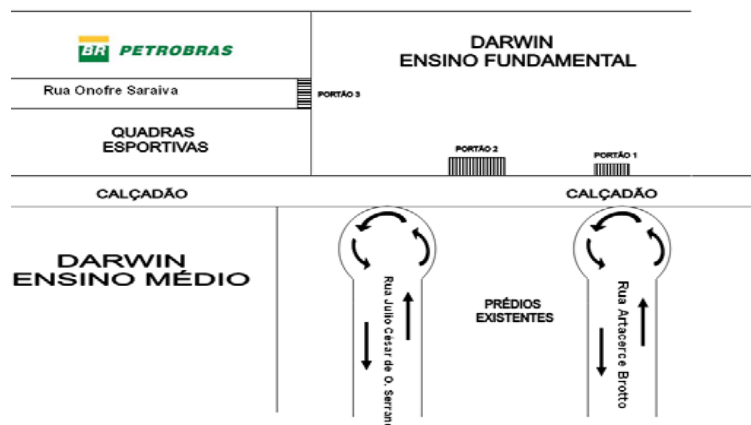 BR PETROBRAS
DARWIN
ENSINO FUNDAMENTAL
Rua Onofre Saraiva
PORTÃO 3
QUADRAS
ESPORTIVAS
PORTÃO 2
PORTÃO 1
CALÇADÃO
CALÇADÃO
DARWIN
ENSINO MÉDIO
Rua Julio César de O. Serrano
PRÉDIOS
EXISTENTES
Rua Artacerce Brotto